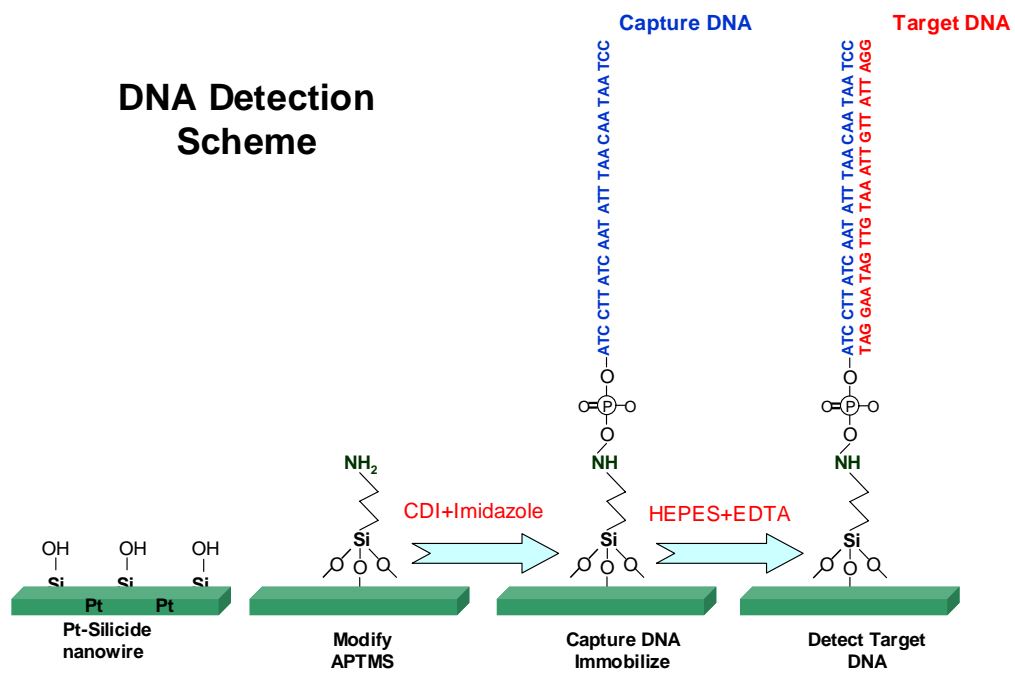 Capture DNA
Target DNA
DNA Detection
Scheme
ATC CTT ATC AAT ATT TAA CAA TAA TCC
ATC CTT ATC AAT ATT TAA CAA TAA TCC
TAG GAA TAG TTG TAA ATT GTT ATT AGG
O
O=P-O
O
NH
O
O=P-O
O
NH
NH₂
CDI+Imidazole
HEPES+EDTA
OH OH OH
Si Si Si
Pt Pt
Si
O O O
Si
O O O
Si
O O O
Pt-Silicide
nanowire
Modify
APTMS
Capture DNA
Immobilize
Detect Target
DNA